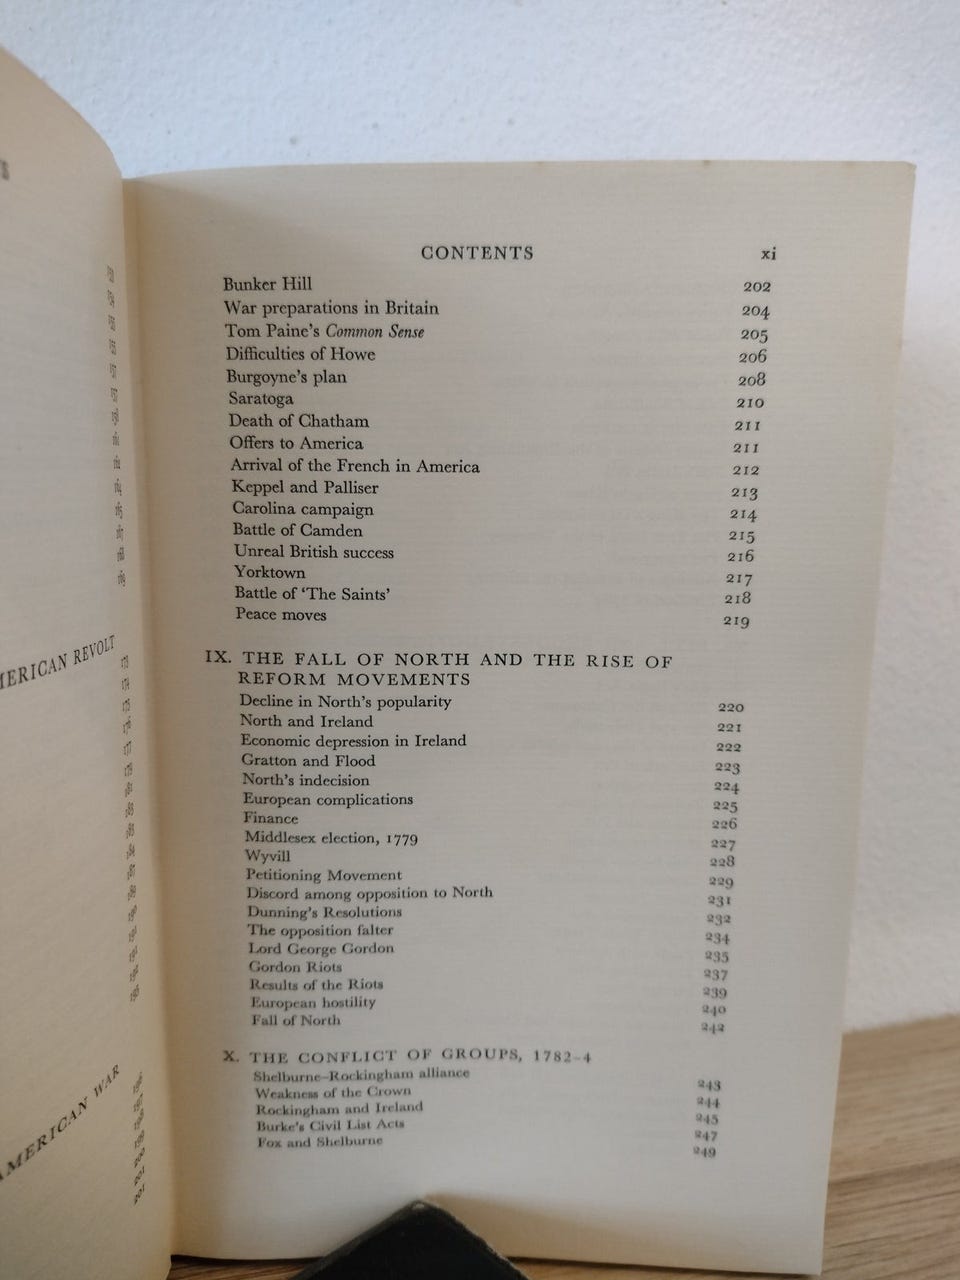 CONTENTS xi
Bunker Hill 202
War preparations in Britain 204
Tom Paine's Common Sense 205
Difficulties of Howe 206
Burgoyne's plan 208
Saratoga 210
Death of Chatham 211
Offers to America 211
Arrival of the French in America 212
Keppel and Palliser 213
Carolina campaign 214
Battle of Camden 215
Unreal British success 216
Yorktown 217
Battle of 'The Saints' 218
Peace moves 219
IX. THE FALL OF NORTH AND THE RISE OF
REFORM MOVEMENTS
Decline in North's popularity 220
North and Ireland 221
Economic depression in Ireland 222
Gratton and Flood 223
North's indecision 224
European complications 225
Finance 226
Middlesex election, 1779 227
Wyvill 228
Petitioning Movement 229
Discord among opposition to North 231
Dunning's Resolutions 232
The opposition falter 234
Lord George Gordon 235
Gordon Riots 237
Results of the Riots 239
European hostility 240
Fall of North 242
X. THE CONFLICT OF GROUPS, 1782-4
Shelburne-Rockingham alliance 243
Weakness of the Crown 244
Rockingham and Ireland 245
Burke's Civil List Acts 247
Fox and Shelburne 249
REVOLT
AMERICAN WAR